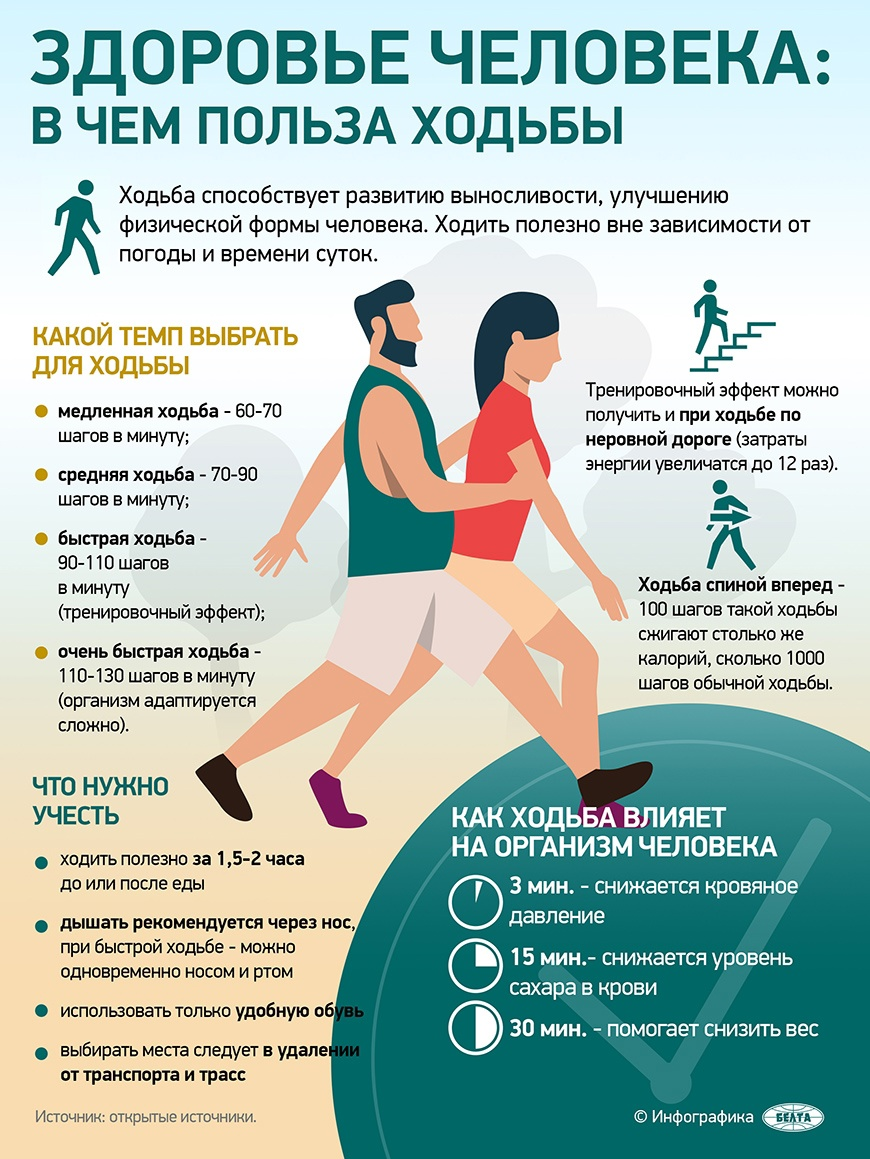 ЗДОРОВЬЕ ЧЕЛОВЕКА:
В ЧЕМ ПОЛЬЗА ХОДЬБЫ
Ходьба способствует развитию выносливости, улучшению
физической формы человека. Ходить полезно вне зависимости от
погоды и времени суток.
КАКОЙ ТЕМП ВЫБРАТЬ
ДЛЯ ХОДЬБЫ
медленная ходьба - 60-70
шагов в минуту;
средняя ходьба - 70-90
шагов в минуту;
быстрая ходьба -
90-110 шагов
в минуту
(тренировочный эффект);
очень быстрая ходьба -
110-130 шагов в минуту
(организм адаптируется
сложно).
Тренировочный эффект можно
получить и при ходьбе по
неровной дороге (затраты
энергии увеличатся до 12 раз).
Ходьба спиной вперед -
100 шагов такой ходьбы
сжигают столько же
калорий, сколько 1000
шагов обычной ходьбы.
ЧТО НУЖНО
УЧЕСТЬ
ходить полезно за 1,5-2 часа
до или после еды
дышать рекомендуется через нос,
при быстрой ходьбе - можно
одновременно носом и ртом
использовать только удобную обувь
выбирать места следует в удалении
от транспорта и трасс
КАК ХОДЬБА ВЛИЯЕТ
НА ОРГАНИЗМ ЧЕЛОВЕКА
3 мин. - снижается кровяное
давление
15 мин.- снижается уровень
сахара в крови
30 мин. - помогает снизить вес
Источник: открытые источники.
© Инфографика БЕЛТА